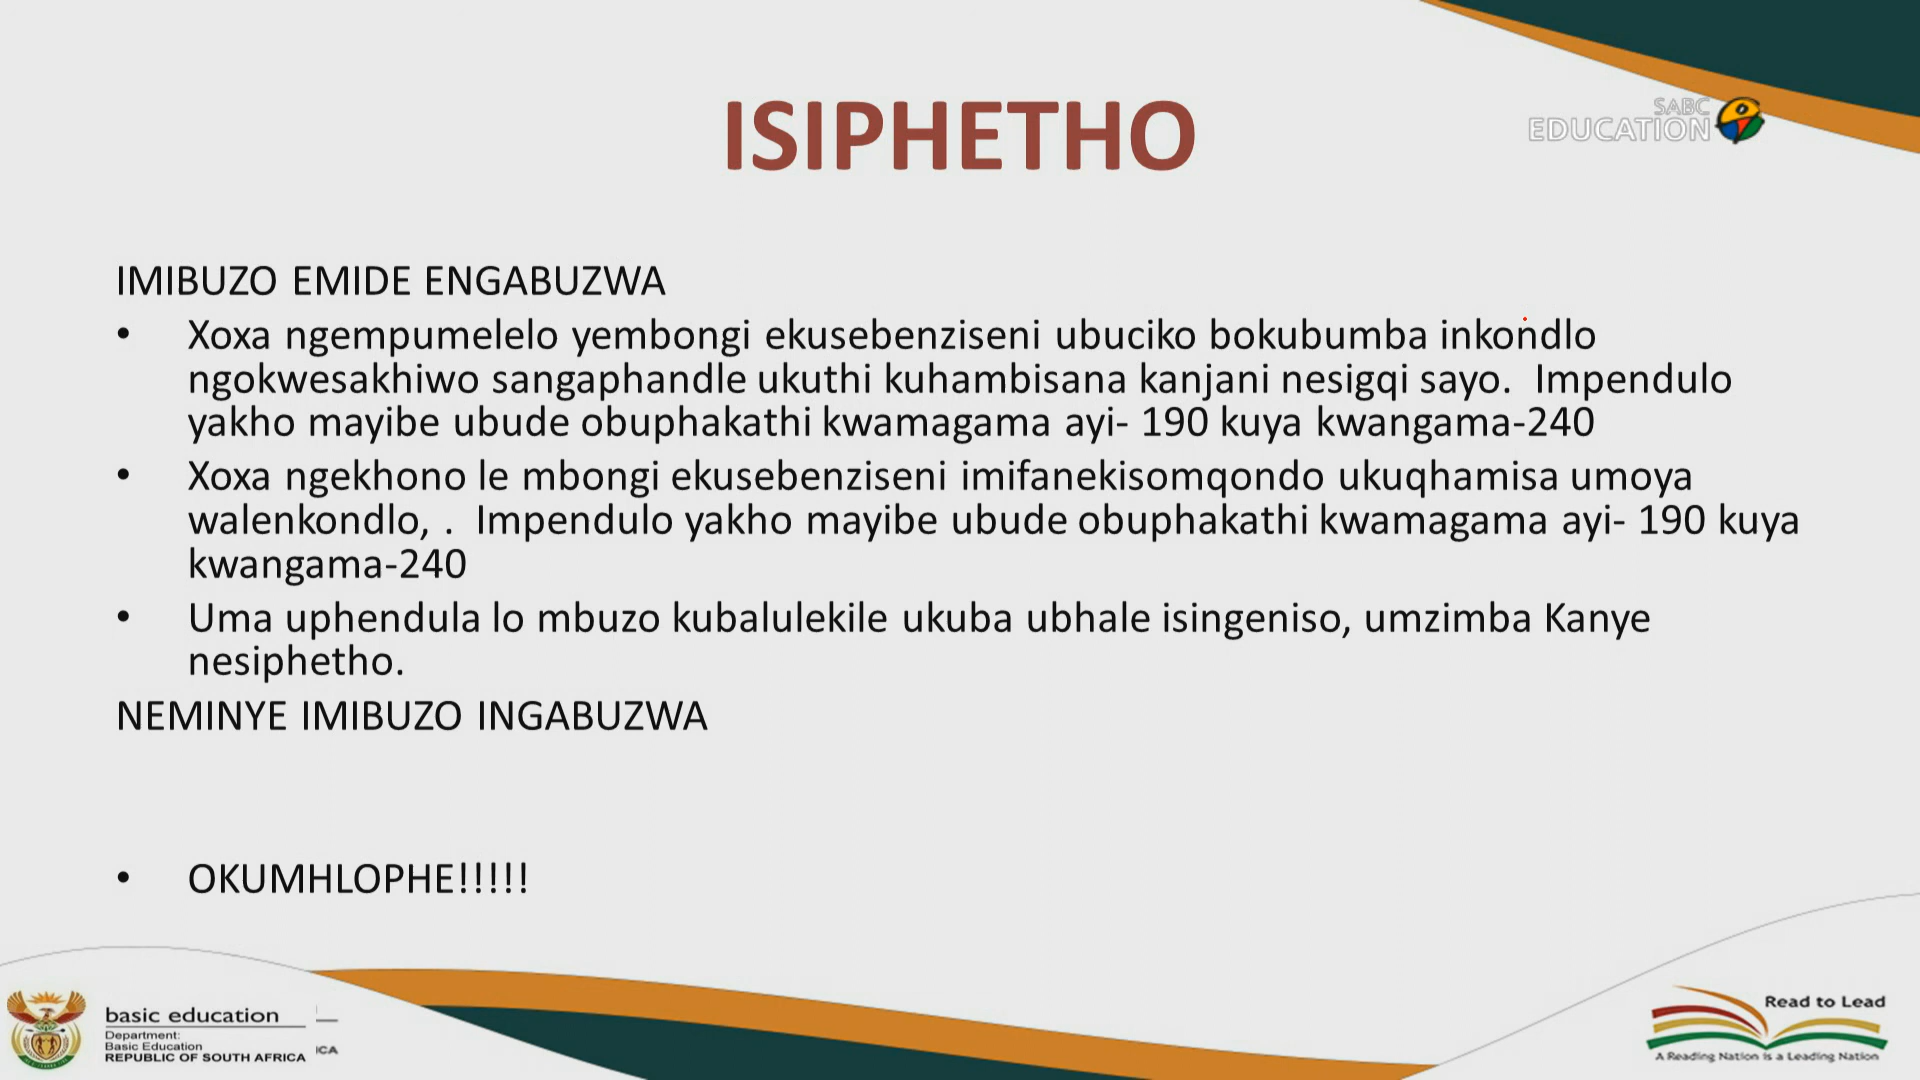 SABC
EDUCATION
ISIPHETHO
IMIBUZO EMIDE ENGABUZWA
• Xoxa ngempumelelo yembongi ekusebenziseni ubuciko bokubumba inkondlo
ngokwesakhiwo sangaphandle ukuthi kuhambisana kanjani nesigqi sayo. Impendulo
yakho mayibe ubude obuphakathi kwamagama ayi- 190 kuya kwangama-240
• Xoxa ngekhono le mbongi ekusebenziseni imifanekisomqondo ukuqhamisa umoya
walenkondlo, . Impendulo yakho mayibe ubude obuphakathi kwamagama ayi- 190 kuya
kwangama-240
• Uma uphendula lo mbuzo kubalulekile ukuba ubhale isingeniso, umzimba Kanye
nesiphetho.
NEMINYE IMIBUZO INGABUZWA
• OKUMHLOPHE!!!!!
basic education
Department:
Basic Education
REPUBLIC OF SOUTH AFRICA
ICA
Read to Lead
A Reading Nation is a Leading Nation